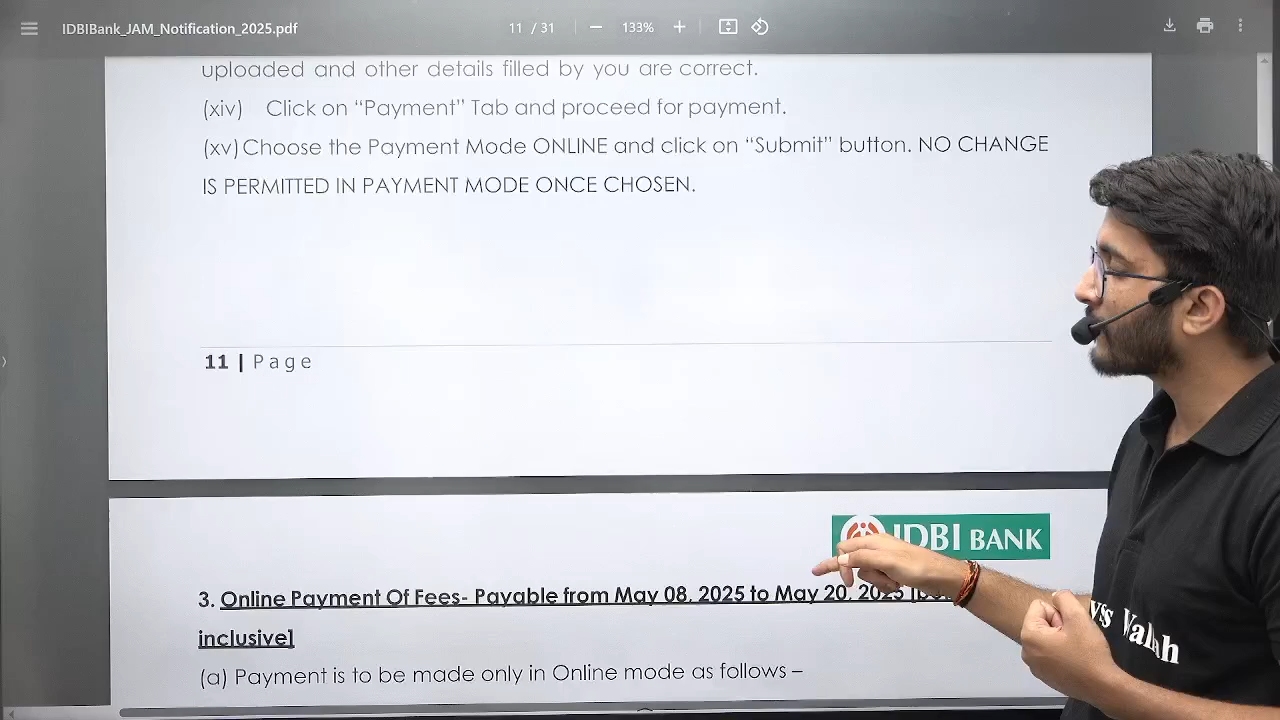 IDBIBank_JAM_Notification_2025.pdf
11 / 31
133%
uploaded and other details filled by you are correct.
(xiv) Click on “Payment” Tab and proceed for payment.
(xv) Choose the Payment Mode ONLINE and click on “Submit” button. NO CHANGE
IS PERMITTED IN PAYMENT MODE ONCE CHOSEN.
11 | Page
IDBI BANK
3. Online Payment Of Fees- Payable from May 08, 2025 to May 20, 2025
inclusive]
(a) Payment is to be made only in Online mode as follows –